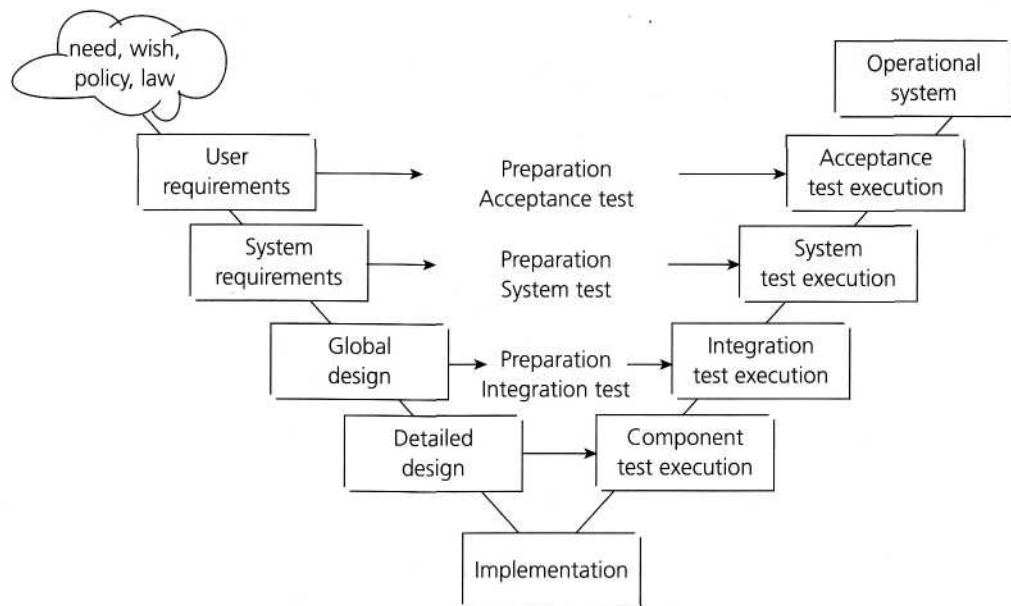 need, wish,
policy, law
Operational
system
User
requirements
Preparation
Acceptance test
Acceptance
test execution
System
requirements
Preparation
System test
System
test execution
Global
design
Preparation
Integration test
Integration
test execution
Detailed
design
Component
test execution
Implementation